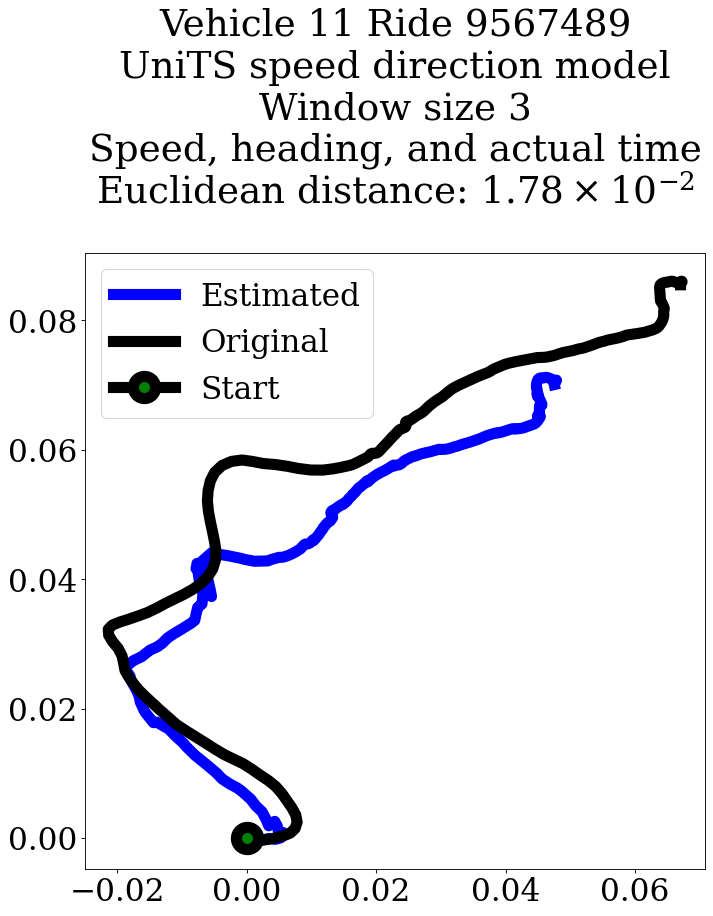 Vehicle 11 Ride 9567489
UniTS speed direction model
Window size 3
Speed, heading, and actual time
Euclidean distance: 1.78 × 10⁻²
Estimated
Original
Start
0.08
0.06
0.04
0.02
0.00
−0.02 0.00 0.02 0.04 0.06